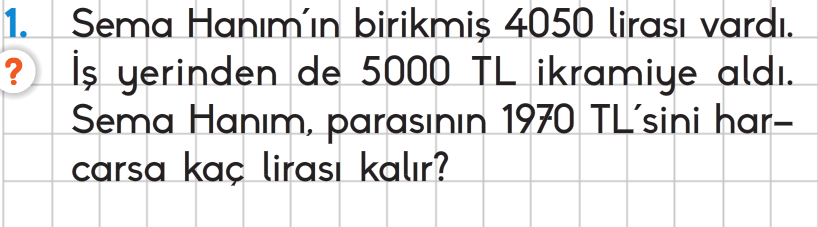 1. Sema Hanım'ın birikmiş 4050 lirası vardı.
? İş yerinden de 5000 TL ikramiye aldı.
Sema Hanım, parasının 1970 TL'sini har-
carsa kaç lirası kalır?